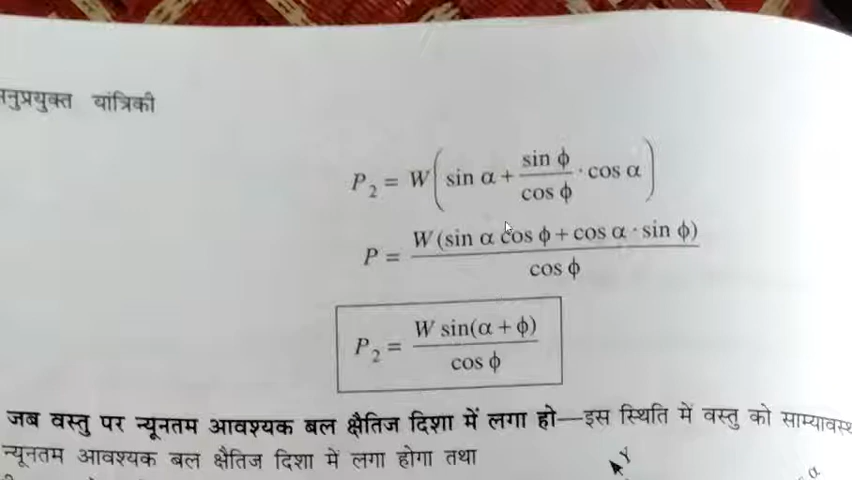 अनुप्रयुक्त यांत्रिकी
P₂ = W(sin α + sin ϕ/cos ϕ · cos α)
P = W(sin α cos ϕ + cos α · sin ϕ)/cos ϕ
P₂ = W sin(α + ϕ)/cos ϕ
जब वस्तु पर न्यूनतम आवश्यक बल क्षैतिज दिशा में लगा हो—इस स्थिति में वस्तु को
न्यूनतम आवश्यक बल क्षैतिज दिशा में लगा होगा तथा
Y
α